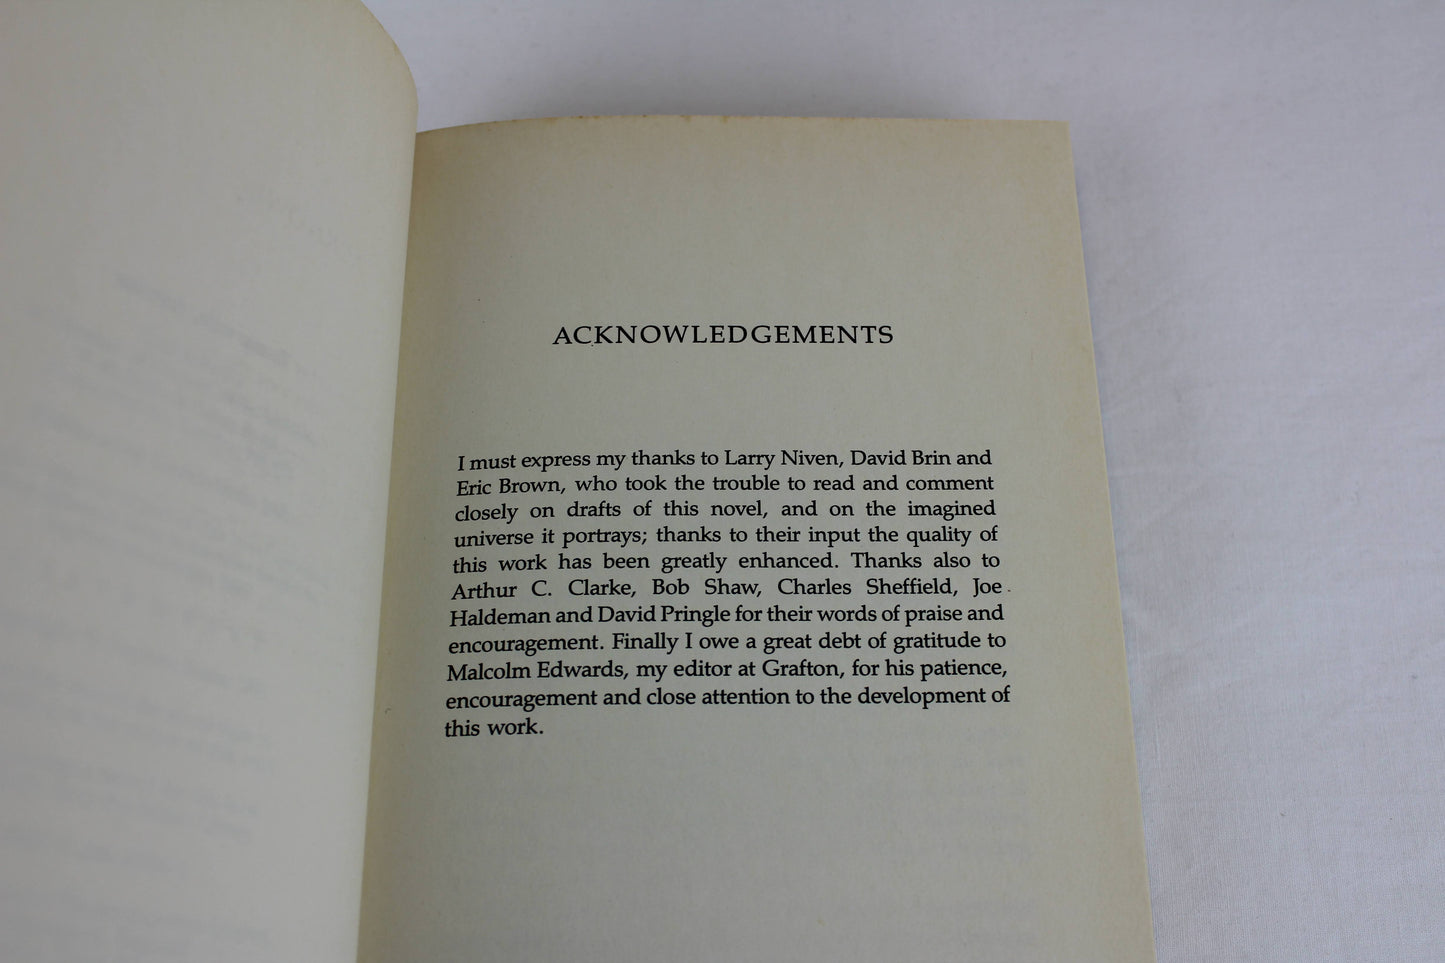 ACKNOWLEDGEMENTS
I must express my thanks to Larry Niven, David Brin and
Eric Brown, who took the trouble to read and comment
closely on drafts of this novel, and on the imagined
universe it portrays; thanks to their input the quality of
this work has been greatly enhanced. Thanks also to
Arthur C. Clarke, Bob Shaw, Charles Sheffield, Joe
Haldeman and David Pringle for their words of praise and
encouragement. Finally I owe a great debt of gratitude to
Malcolm Edwards, my editor at Grafton, for his patience,
encouragement and close attention to the development of
this work.